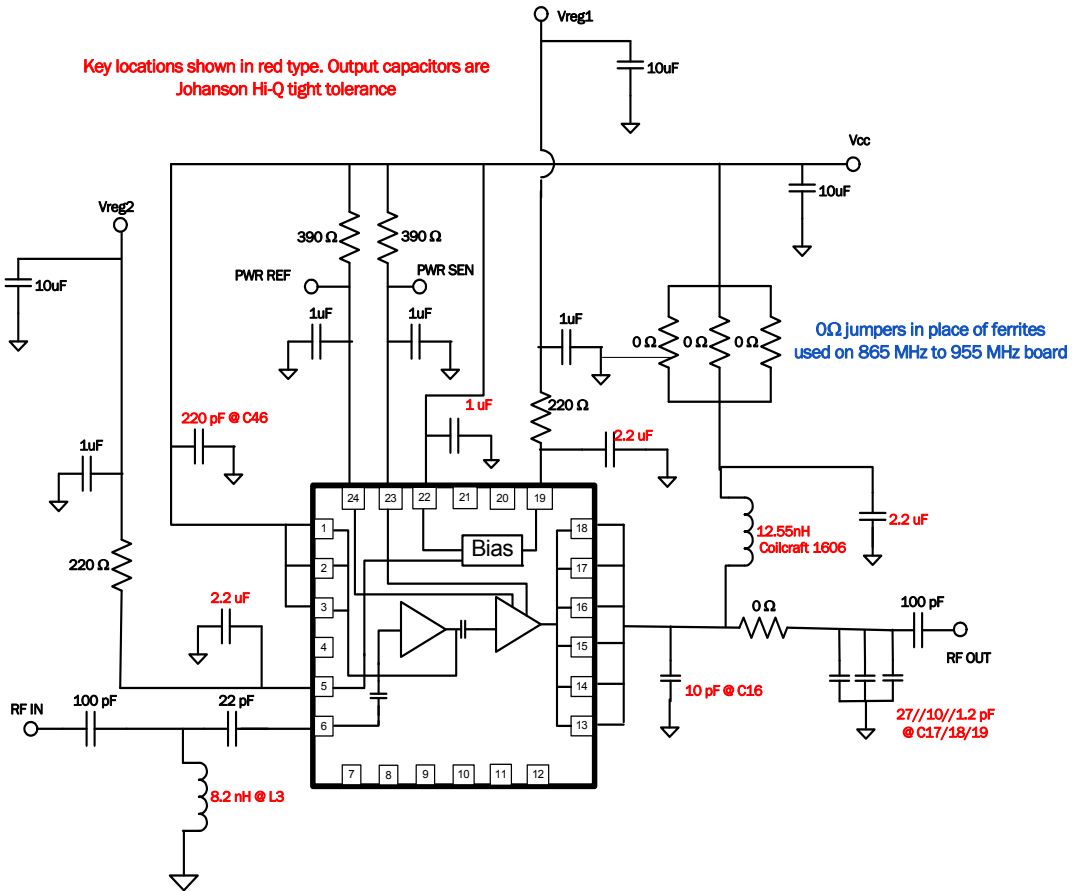 Vreg1
Key locations shown in red type. Output capacitors are
Johanson Hi-Q tight tolerance
10uF
Vcc
10uF
Vreg2
390 Ω
390 Ω
PWR REF
PWR SEN
10uF
1uF
1uF
1uF
0 Ω
0 Ω
0 Ω
0Ω jumpers in place of ferrites
used on 865 MHz to 955 MHz board
220 pF @ C46
1 uF
220 Ω
1uF
2.2 uF
24
23
22
21
20
19
1
18
Bias
12.55nH
Coilcraft 1606
2.2 uF
220 Ω
2
17
2.2 uF
3
16
0 Ω
100 pF
4
15
RF OUT
5
14
10 pF @ C16
RF IN
100 pF
22 pF
6
13
27//10//1.2 pF
@ C17/18/19
7
8
9
10
11
12
8.2 nH @ L3